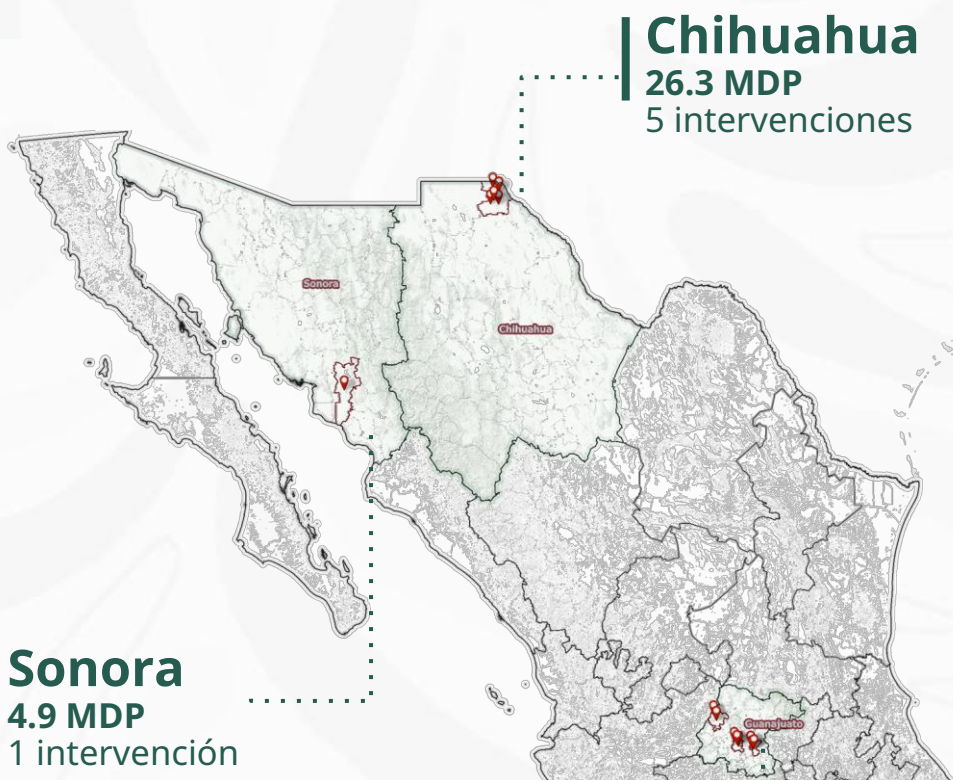 Chihuahua
26.3 MDP
5 intervenciones
Sonora
Chihuahua
Sonora
4.9 MDP
1 intervención
Guanajuato